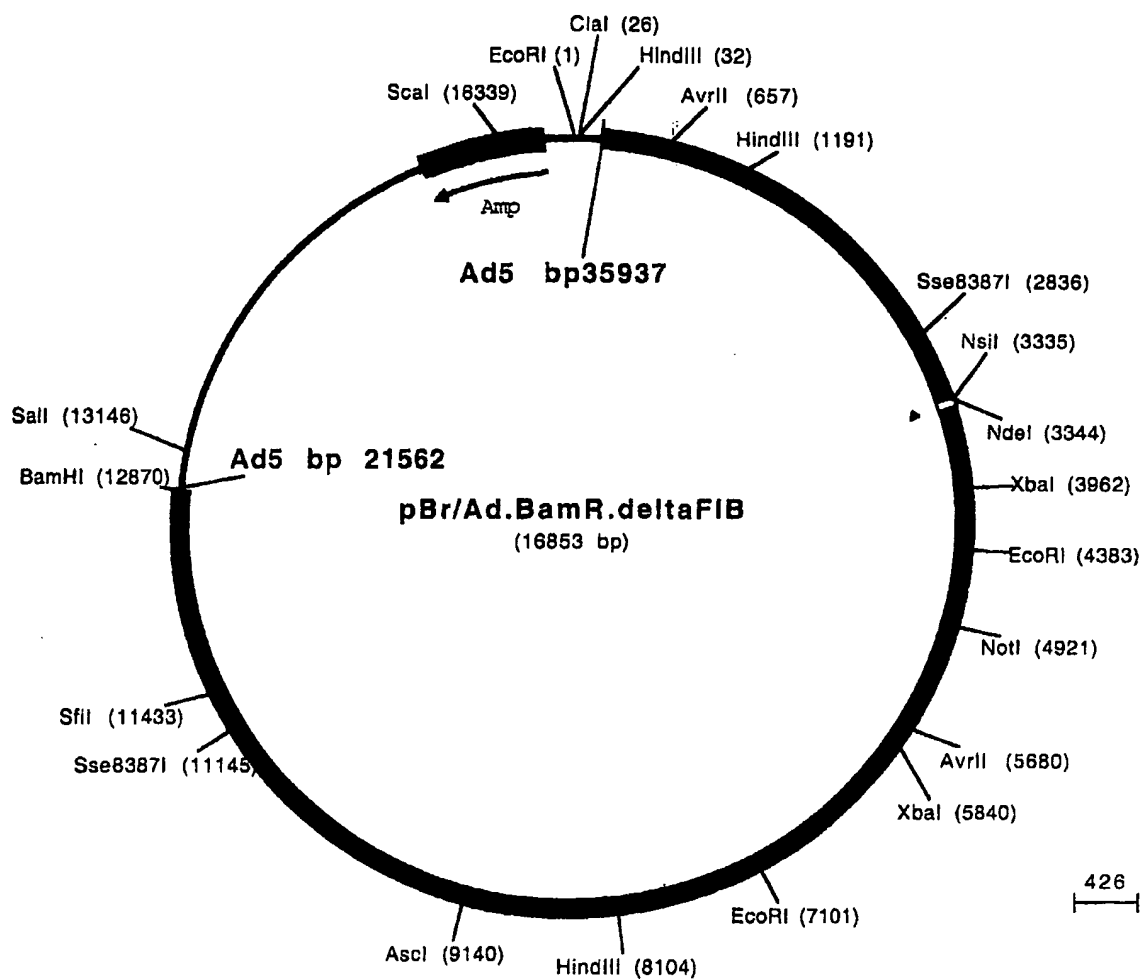 ClaI (26)
EcoRI (1)
HindIII (32)
ScaI (16339)
AvrII (657)
HindIII (1191)
Amp
Ad5 bp35937
Sse8387I (2836)
NsiI (3335)
NdeI (3344)
SalI (13146)
Ad5 bp 21562
BamHI (12870)
XbaI (3962)
pBr/Ad.BamR.deltaFIB
(16853 bp)
EcoRI (4383)
NotI (4921)
SfiI (11433)
Sse8387I (11145)
AvrII (5680)
XbaI (5840)
426
EcoRI (7101)
AscI (9140)
HindIII (8104)